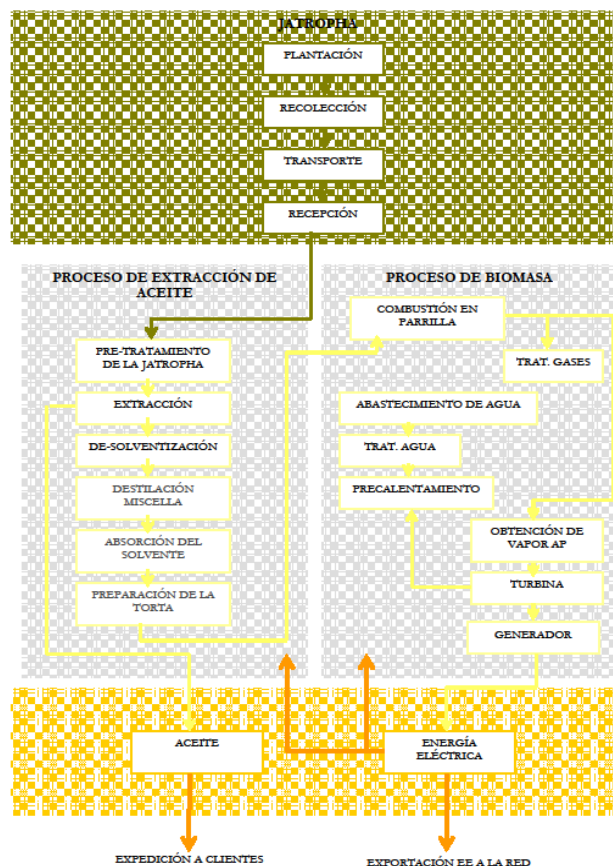 JATROPHA
PLANTACIÓN
RECOLECCIÓN
TRANSPORTE
RECEPCIÓN
PROCESO DE EXTRACCIÓN DE
ACEITE
PRE-TRATAMIENTO
DE LA JATROPHA
EXTRACCIÓN
DE-SOLVENTIZACIÓN
DESTILACIÓN
MISCELLA
ABSORCIÓN DEL
SOLVENTE
PREPARACIÓN DE LA
TORTA
PROCESO DE BIOMASA
COMBUSTIÓN EN
PARRILLA
TRAT. GASES
ABASTECIMIENTO DE AGUA
TRAT. AGUA
PRECALENTAMIENTO
OBTENCIÓN DE
VAPOR AP
TURBINA
GENERADOR
ACEITE
ENERGÍA
ELÉCTRICA
EXPEDICIÓN A CLIENTES
EXPORTACIÓN EE A LA RED